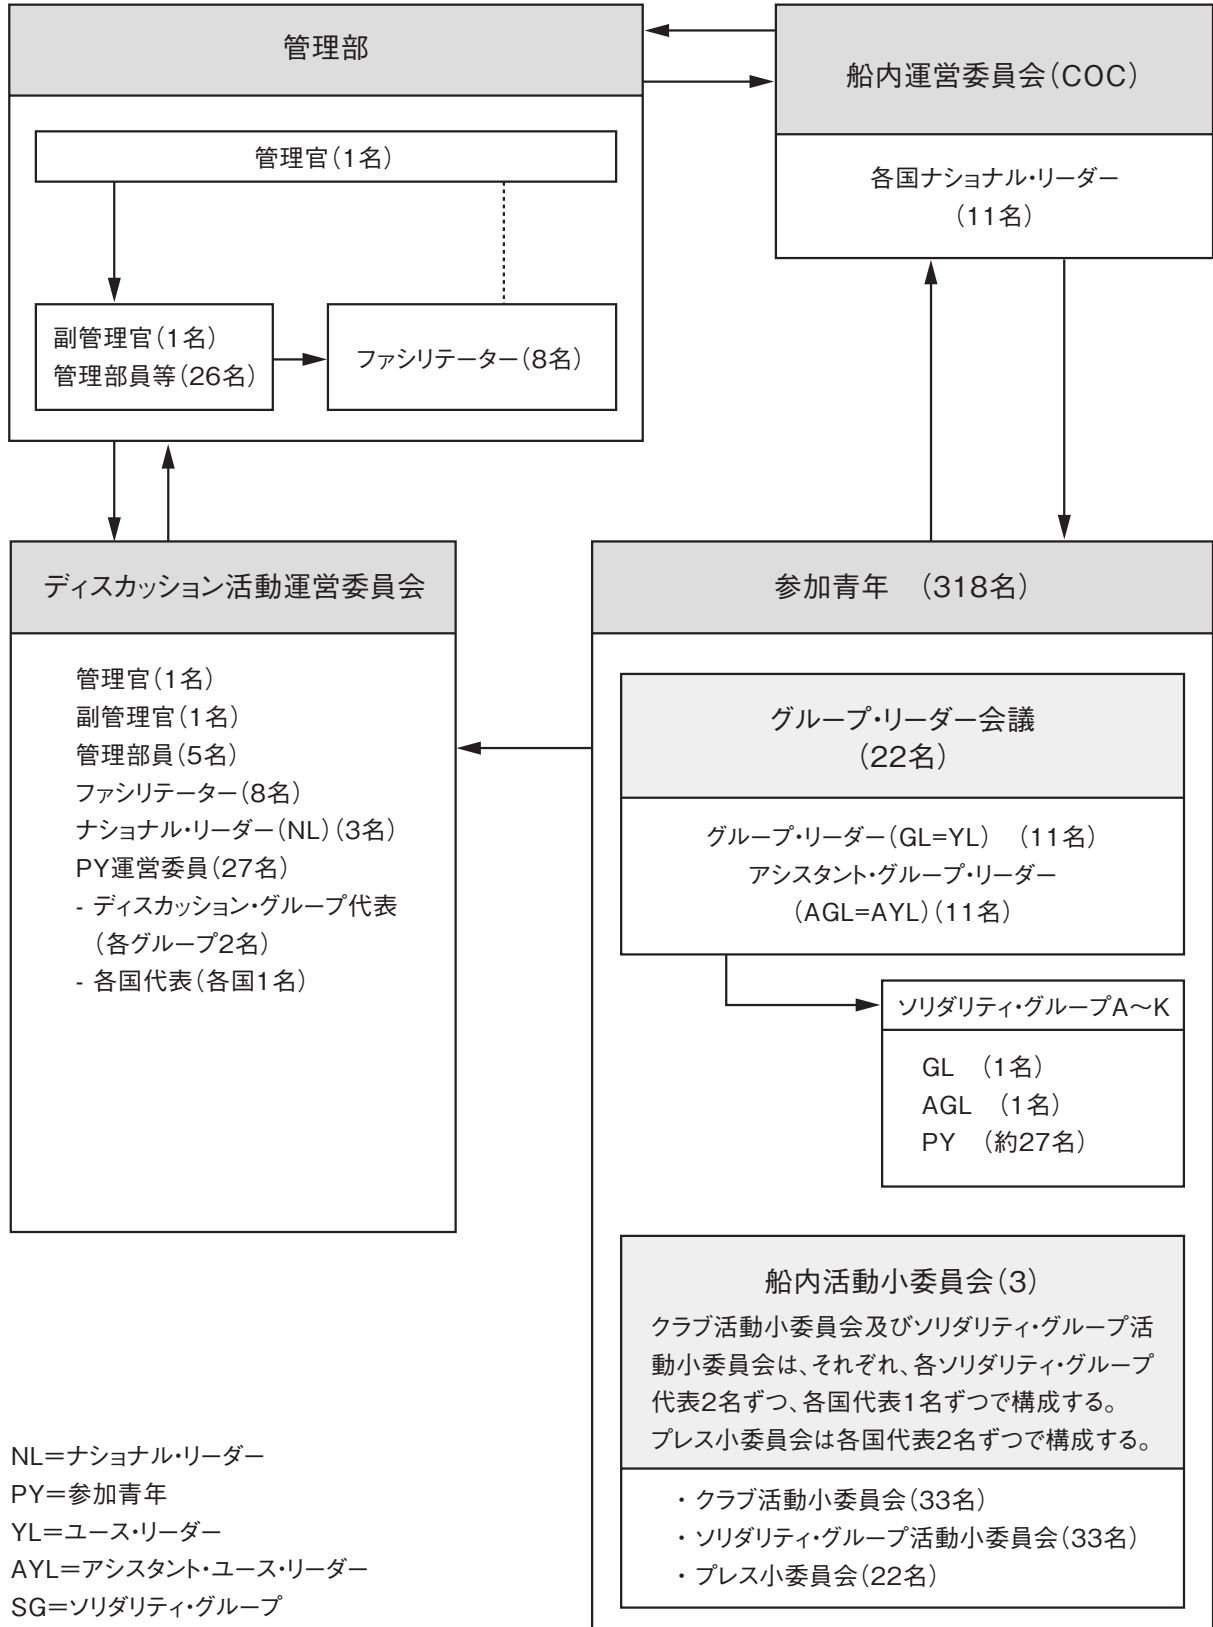 管理部
管理官（1名）
副管理官（1名）
管理部員等（26名）
ファシリテーター（8名）
船内運営委員会（COC）
各国ナショナル・リーダー
（11名）
ディスカッション活動運営委員会
管理官（1名）
副管理官（1名）
管理部員（5名）
ファシリテーター（8名）
ナショナル・リーダー（NL）（3名）
PY運営委員（27名）
- ディスカッション・グループ代表
（各グループ2名）
- 各国代表（各国1名）
参加青年　（318名）
グループ・リーダー会議
（22名）
グループ・リーダー（GL=YL）　（11名）
アシスタント・グループ・リーダー
（AGL=AYL）（11名）
ソリダリティ・グループA～K
GL　（1名）
AGL　（1名）
PY　（約27名）
船内活動小委員会（3）
クラブ活動小委員会及びソリダリティ・グループ活
動小委員会は、それぞれ、各ソリダリティ・グループ
代表2名ずつ、各国代表1名ずつで構成する。
プレス小委員会は各国代表2名ずつで構成する。
・ クラブ活動小委員会（33名）
・ ソリダリティ・グループ活動小委員会（33名）
・ プレス小委員会（22名）
NL＝ナショナル・リーダー
PY＝参加青年
YL＝ユース・リーダー
AYL＝アシスタント・ユース・リーダー
SG＝ソリダリティ・グループ